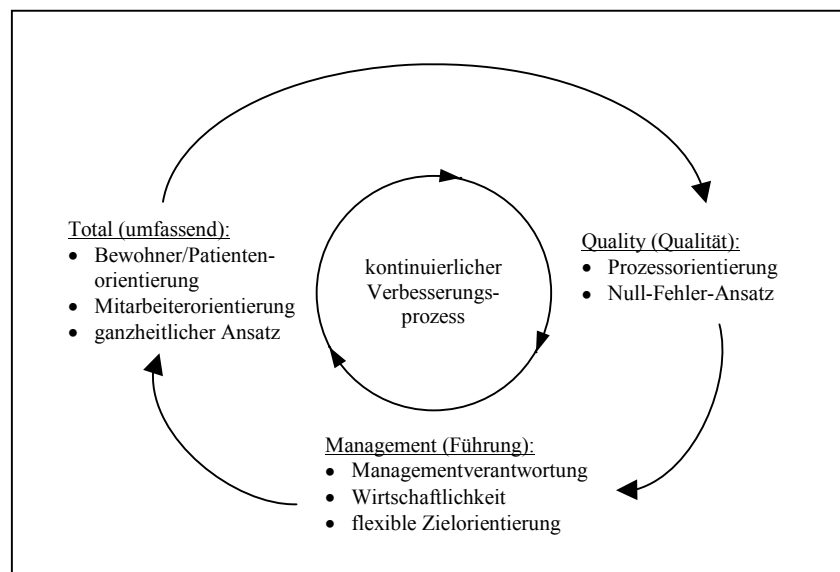 Total (umfassend):
• Bewohner/Patienten-
orientierung
• Mitarbeiterorientierung
• ganzheitlicher Ansatz
kontinuierlicher
Verbesserungs-
prozess
Quality (Qualität):
• Prozessorientierung
• Null-Fehler-Ansatz
Management (Führung):
• Managementverantwortung
• Wirtschaftlichkeit
• flexible Zielorientierung